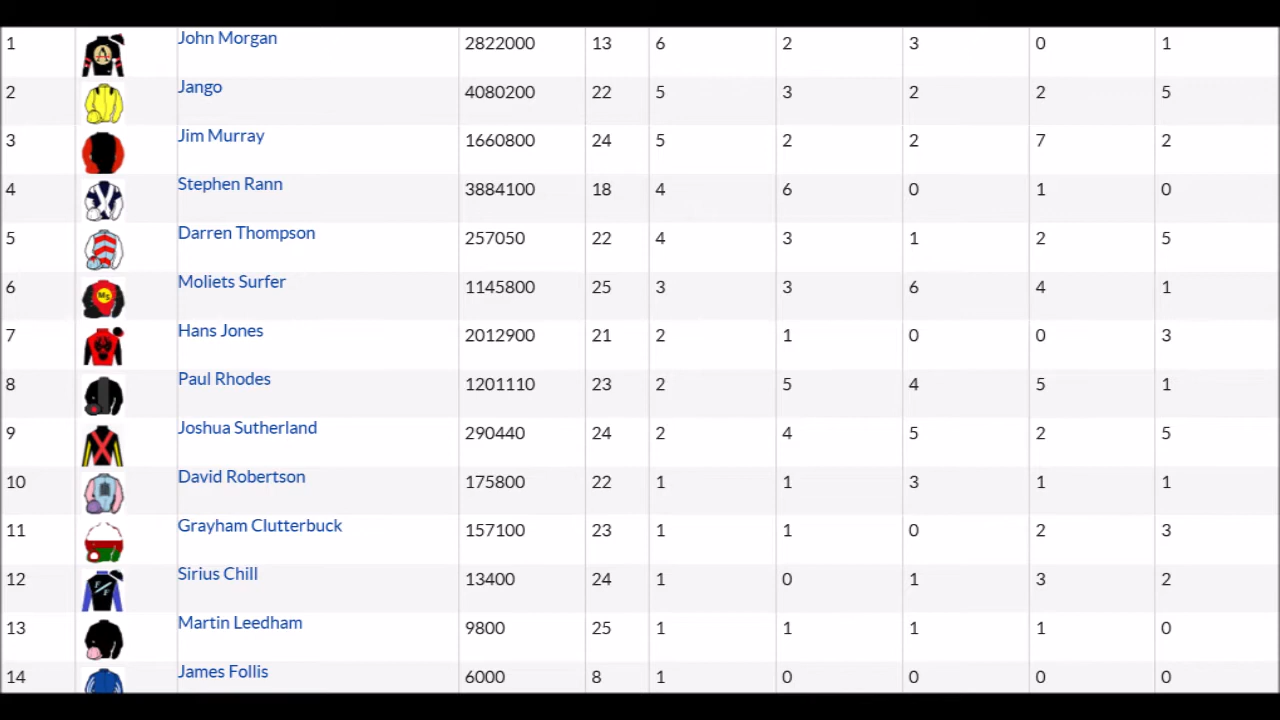 1 John Morgan 2822000 13 6 2 3 0 1
2 Jango 4080200 22 5 3 2 2 5
3 Jim Murray 1660800 24 5 2 2 7 2
4 Stephen Rann 3884100 18 4 6 0 1 0
5 Darren Thompson 257050 22 4 3 1 2 5
6 Moliets Surfer 1145800 25 3 3 6 4 1
7 Hans Jones 2012900 21 2 1 0 0 3
8 Paul Rhodes 1201110 23 2 5 4 5 1
9 Joshua Sutherland 290440 24 2 4 5 2 5
10 David Robertson 175800 22 1 1 3 1 1
11 Grayham Clutterbuck 157100 23 1 1 0 2 3
12 Sirius Chill 13400 24 1 0 1 3 2
13 Martin Leedham 9800 25 1 1 1 1 0
14 James Follis 6000 8 1 0 0 0 0